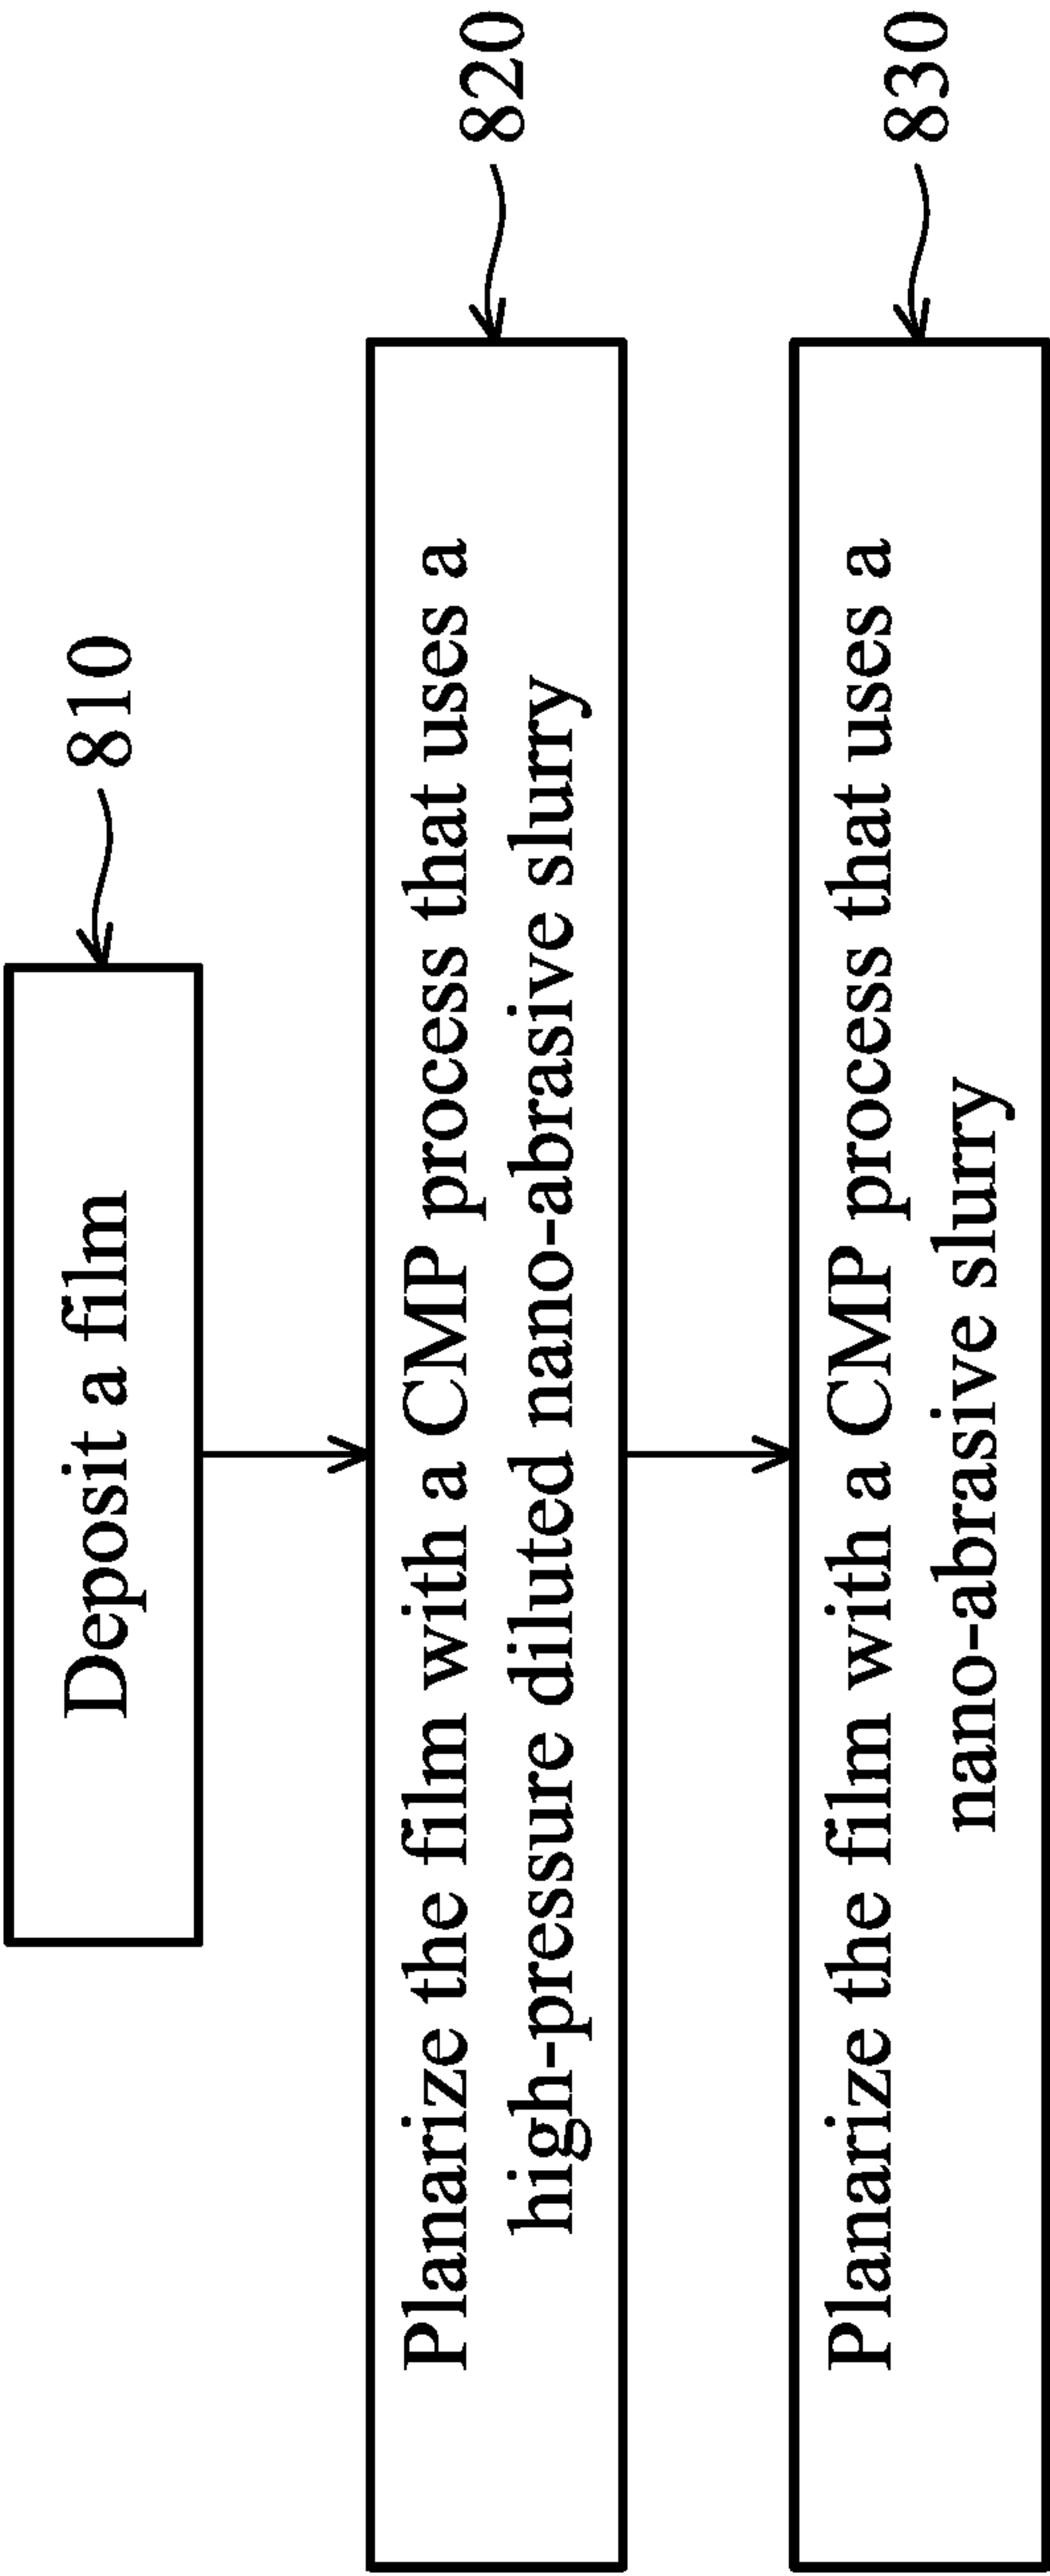 Deposit a film
810
Planarize the film with a CMP process that uses a
high-pressure diluted nano-abrasive slurry
820
Planarize the film with a CMP process that uses a
nano-abrasive slurry
830